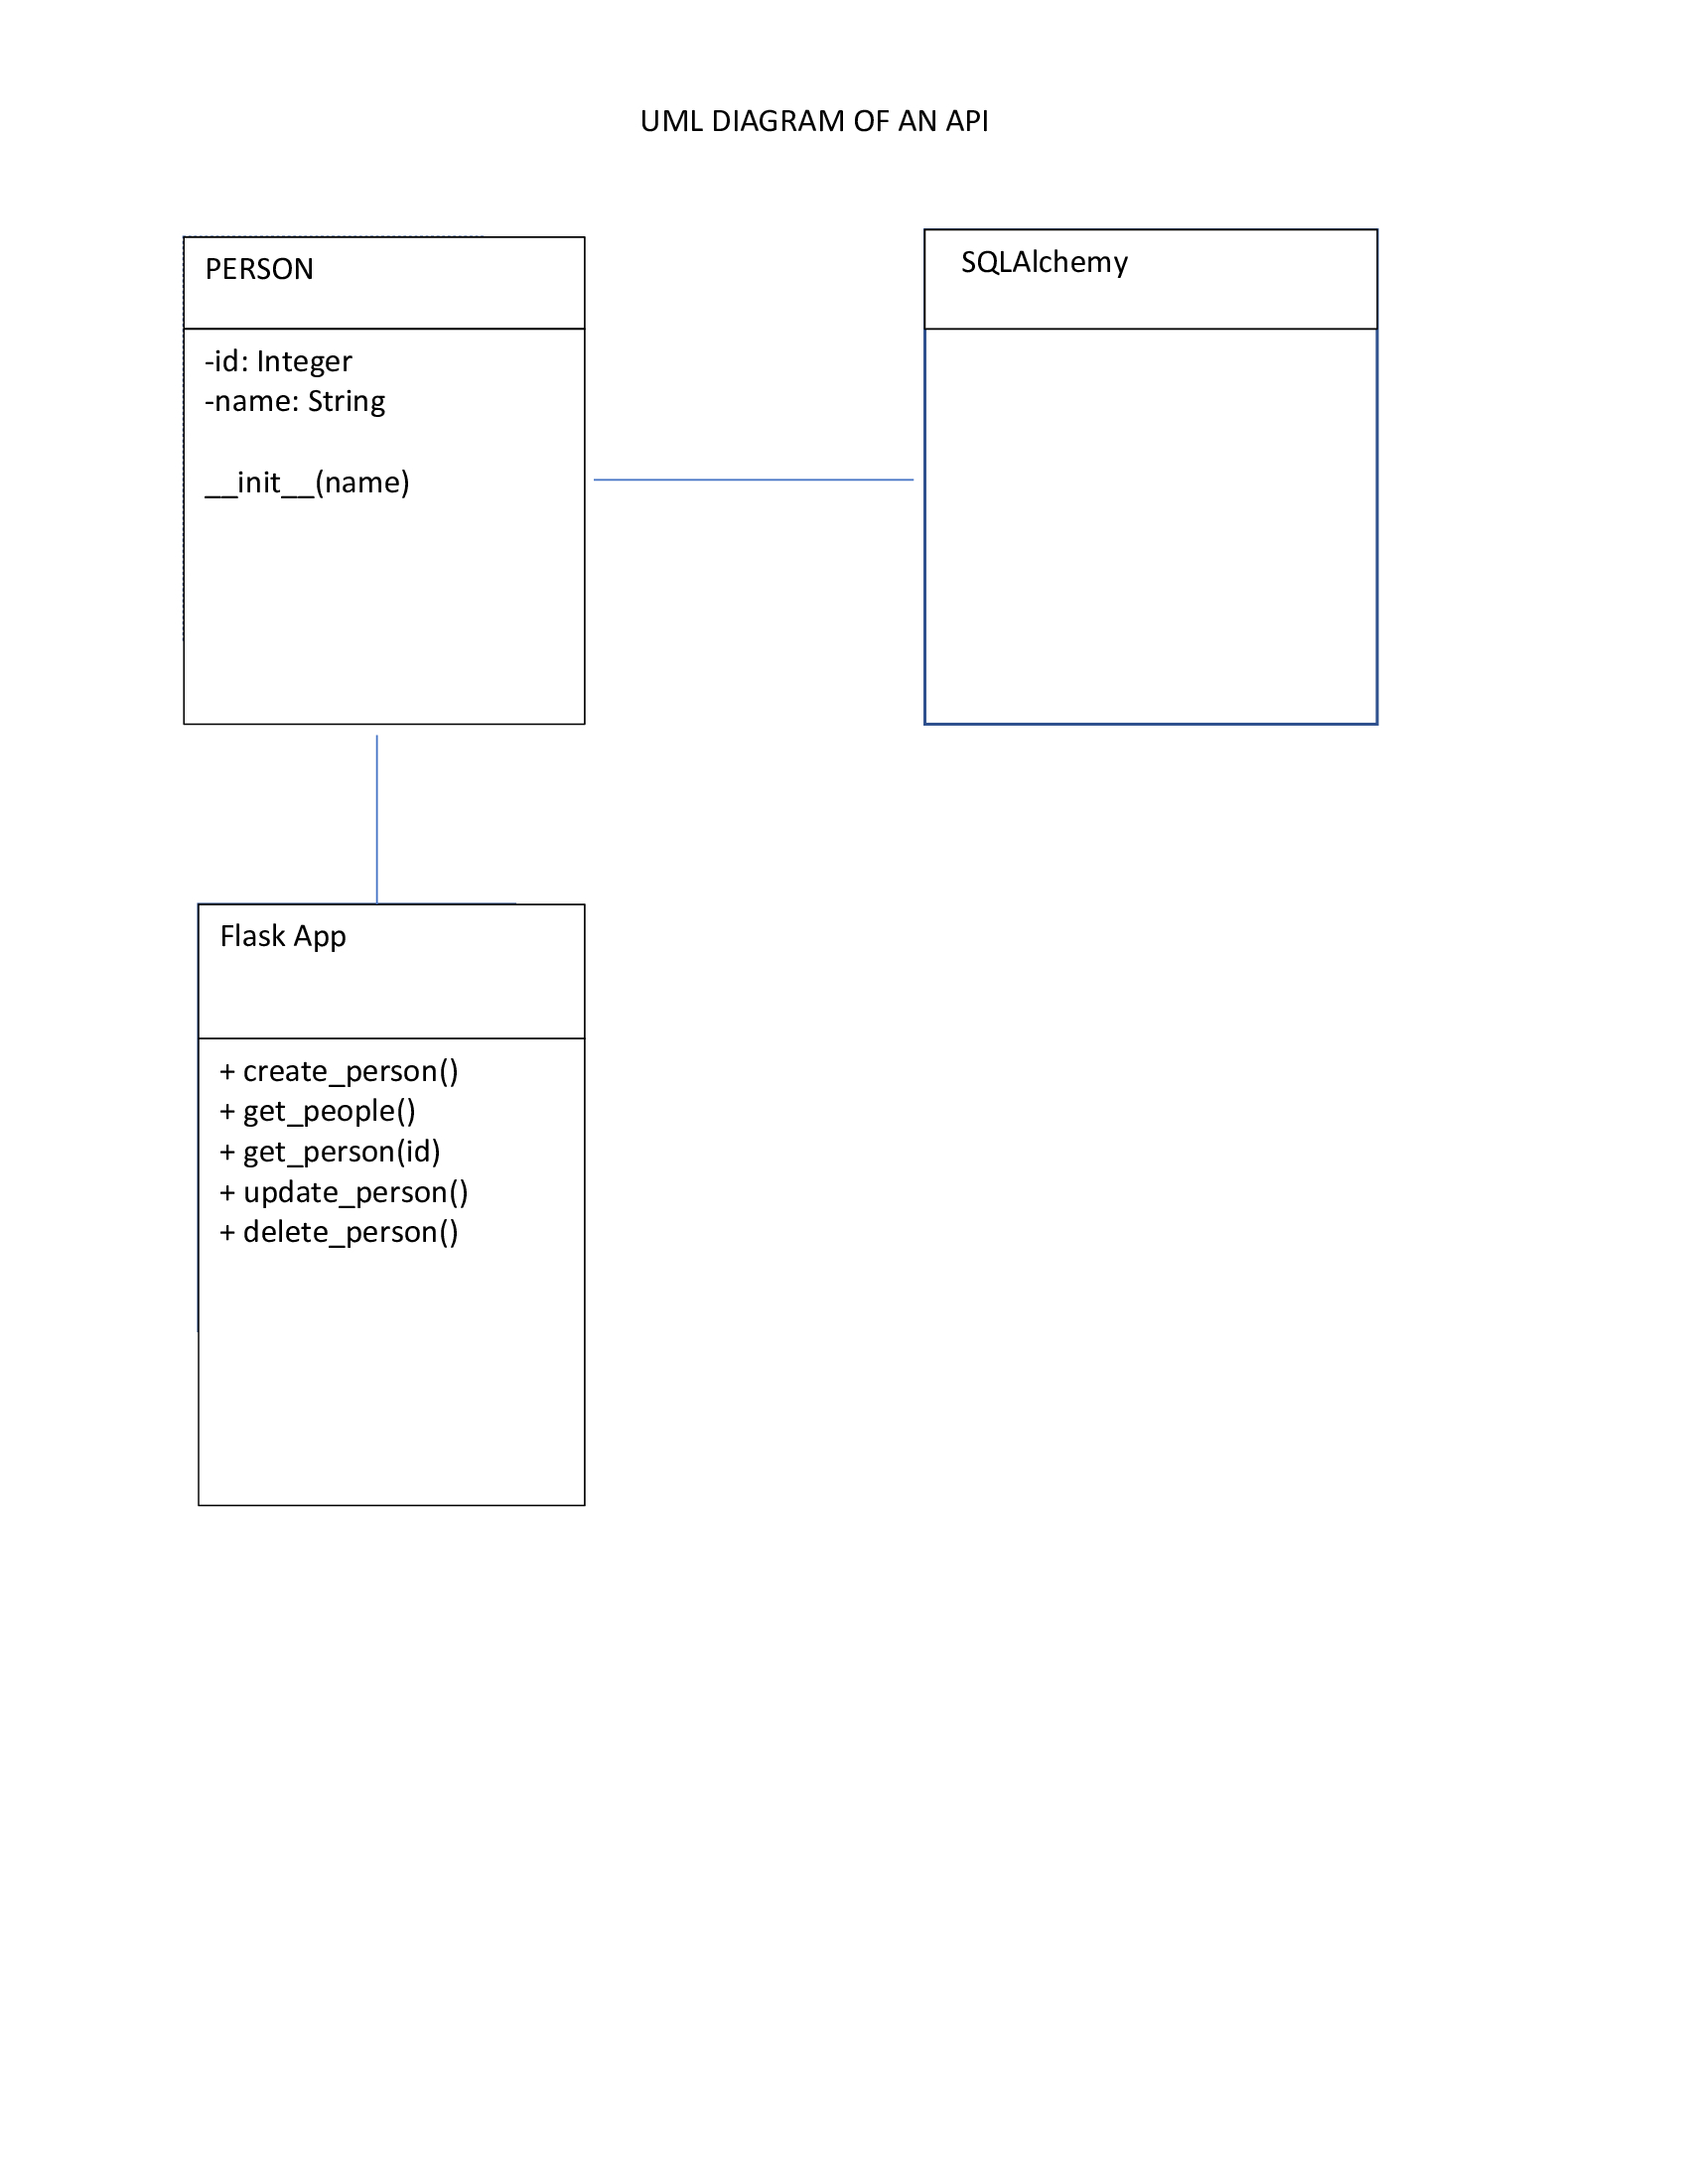 UML DIAGRAM OF AN API
PERSON
-id: Integer
-name: String
__init__(name)
SQLAlchemy
Flask App
+ create_person()
+ get_people()
+ get_person(id)
+ update_person()
+ delete_person()